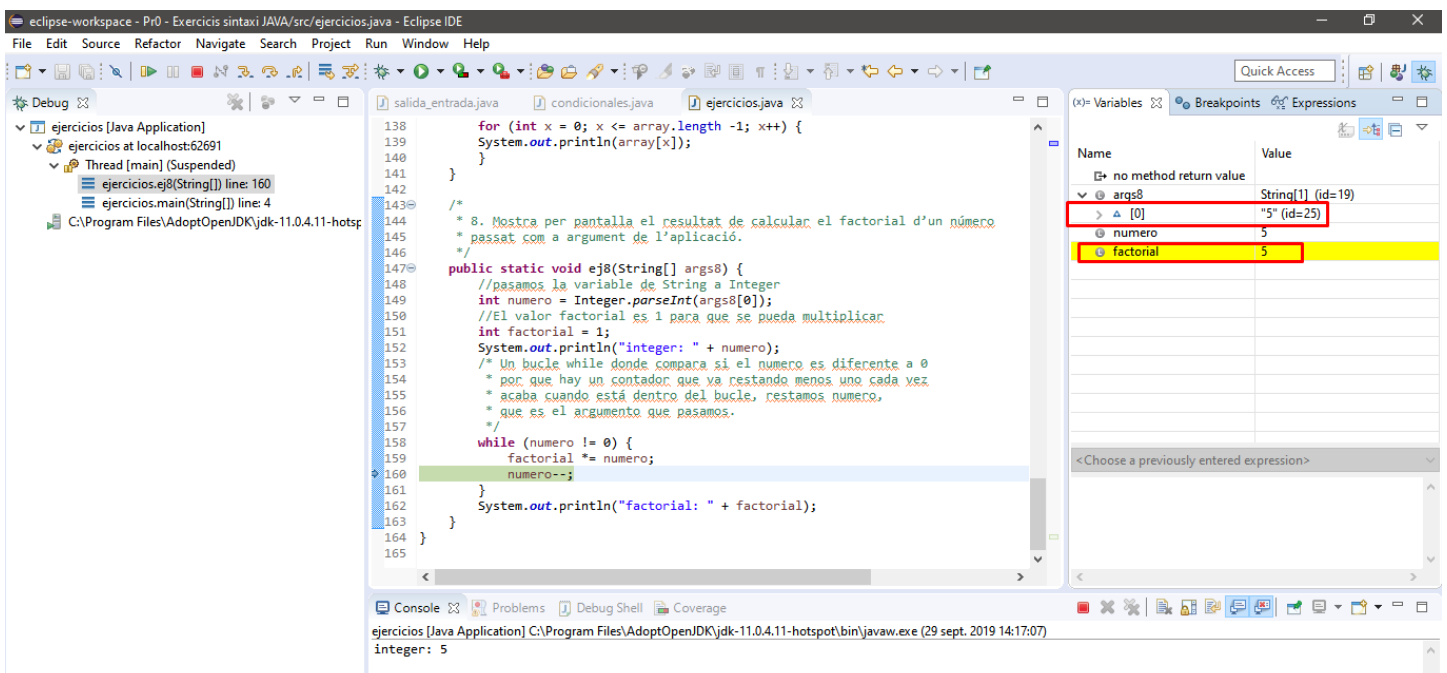 eclipse-workspace - Pr0 - Exercicis sintaxi JAVA/src/ejercicios.java - Eclipse IDE
File Edit Source Refactor Navigate Search Project Run Window Help
Quick Access
Debug
ejercicios [Java Application]
ejercicios at localhost:62691
Thread [main] (Suspended)
ejercicios.ej8(String[]) line: 160
ejercicios.main(String[]) line: 4
C:\Program Files\AdoptOpenJDK\jdk-11.0.4.11-hotsp
salida_entrada.java condicionales.java ejercicios.java
138 for (int x = 0; x <= array.length -1; x++) {
139 System.out.println(array[x]);
140 }
141 }
142
143 /*
144 * 8. Mostra per pantalla el resultat de calcular el factorial d'un número
145 * passat com a argument de l'aplicació.
146 */
147 public static void ej8(String[] args8) {
148 //pasamos la variable de String a Integer
149 int numero = Integer.parseInt(args8[0]);
150 //El valor factorial es 1 para que se pueda multiplicar
151 int factorial = 1;
152 System.out.println("integer: " + numero);
153 /* Un bucle while donde compara si el numero es diferente a 0
154 * por que hay un contador que va restando menos uno cada vez
155 * acaba cuando está dentro del bucle, restamos numero,
156 * que es el argumento que pasamos.
157 */
158 while (numero != 0) {
159 factorial *= numero;
160 numero--;
161 }
162 System.out.println("factorial: " + factorial);
163 }
164 }
165
(x)= Variables Breakpoints Expressions
Name Value
no method return value
args8 String[1] (id=19)
[0] "5" (id=25)
numero 5
factorial 5
<Choose a previously entered expression>
Console Problems Debug Shell Coverage
ejercicios [Java Application] C:\Program Files\AdoptOpenJDK\jdk-11.0.4.11-hotspot\bin\javaw.exe (29 sept. 2019 14:17:07)
integer: 5